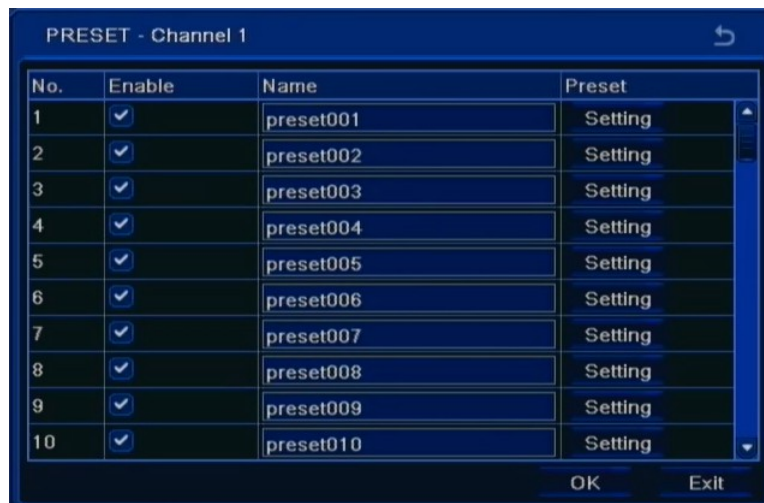 PRESET - Channel 1
No. Enable Name Preset
1 preset001 Setting
2 preset002 Setting
3 preset003 Setting
4 preset004 Setting
5 preset005 Setting
6 preset006 Setting
7 preset007 Setting
8 preset008 Setting
9 preset009 Setting
10 preset010 Setting
OK Exit